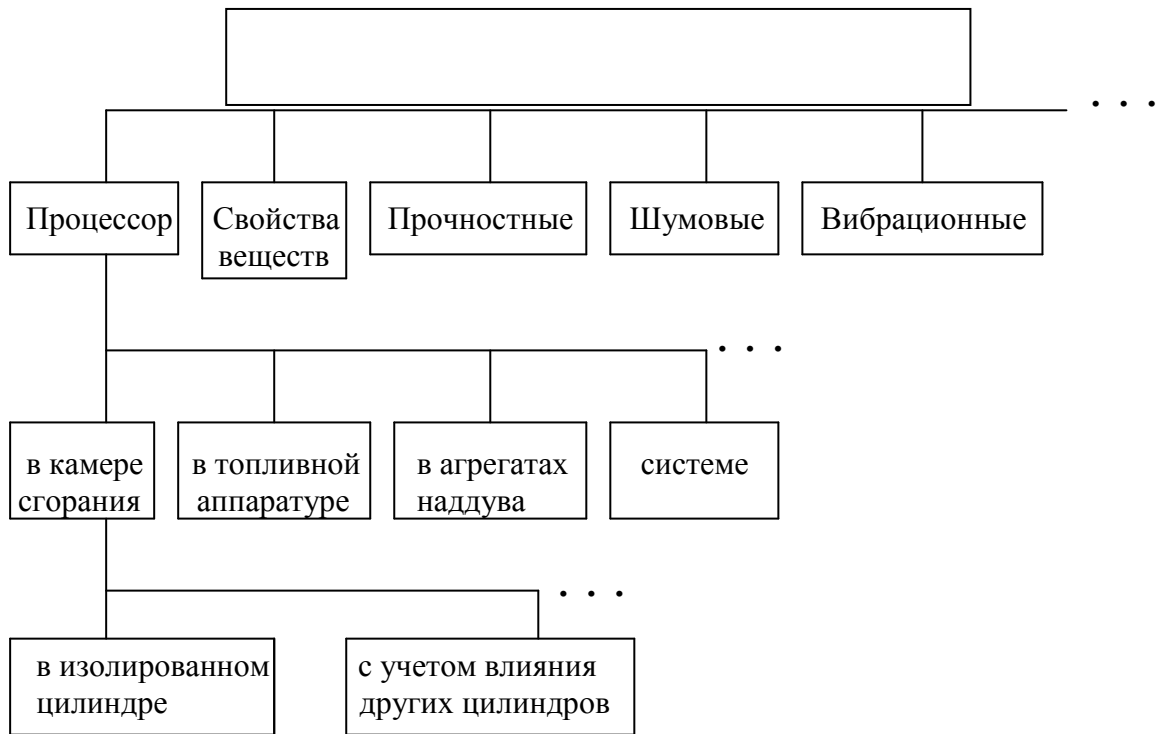 . . .
Процессор
Свойства
веществ
Прочностные
Шумовые
Вибрационные
. . .
в камере
сгорания
в топливной
аппаратуре
в агрегатах
наддува
системе
. . .
в изолированном
цилиндре
с учетом влияния
других цилиндров